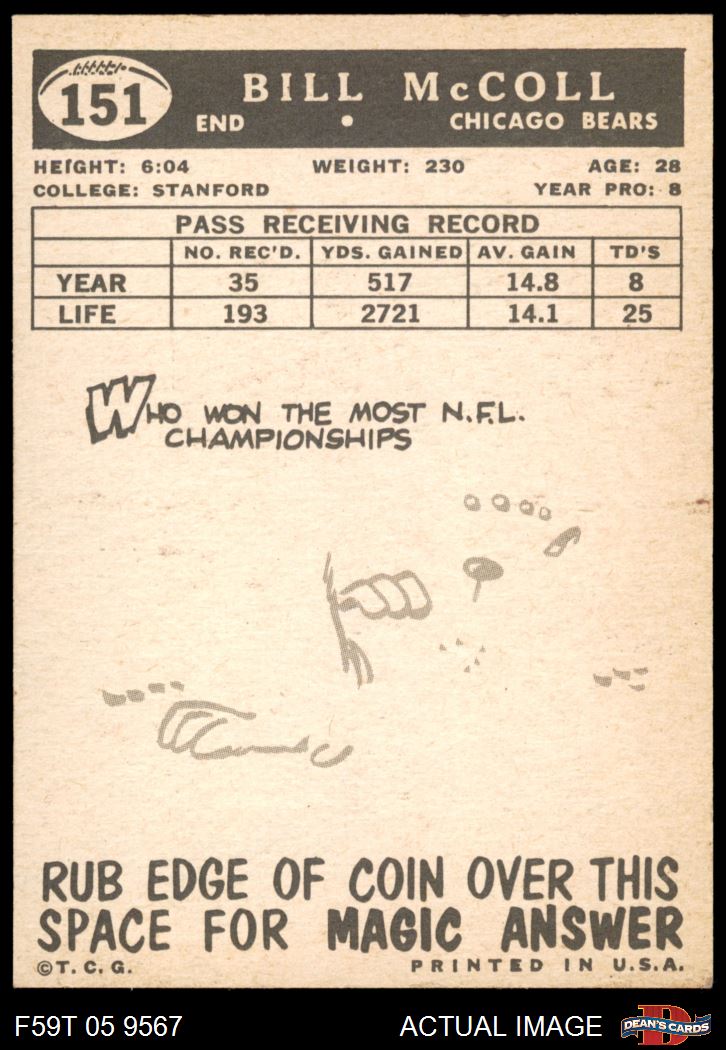 151
BILL McCOLL
END • CHICAGO BEARS
HEIGHT: 6:04 WEIGHT: 230 AGE: 28
COLLEGE: STANFORD YEAR PRO: 8
PASS RECEIVING RECORD
NO. REC'D. YDS. GAINED AV. GAIN TD'S
YEAR 35 517 14.8 8
LIFE 193 2721 14.1 25
WHO WON THE MOST N.F.L.
CHAMPIONSHIPS
RUB EDGE OF COIN OVER THIS
SPACE FOR MAGIC ANSWER
©T. C. G. PRINTED IN U.S.A.
F59T 05 9567 ACTUAL IMAGE D DEAN'S CARDS